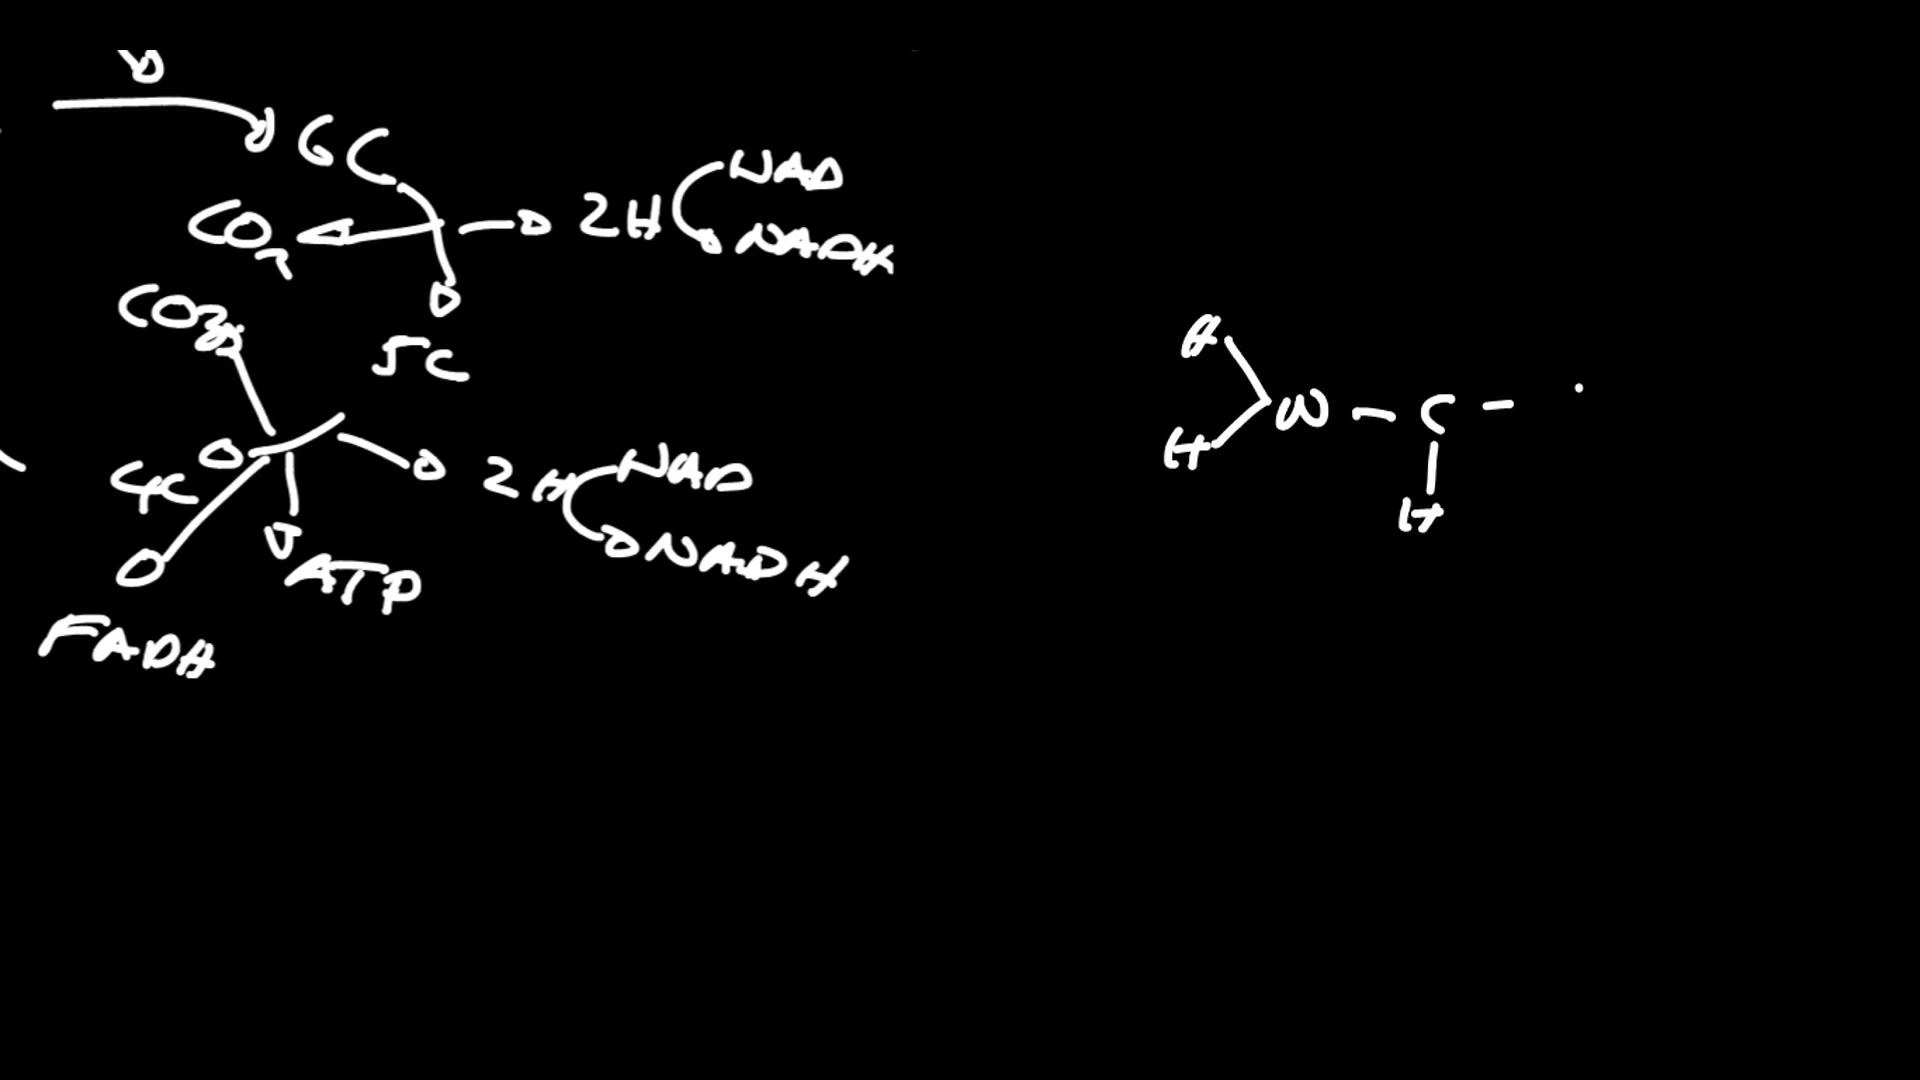 6C
NAD
CO2
2H
NADH
CO2
5C
NAD
4C
2H
NADH
ATP
FADH
H
N - C -
H
H